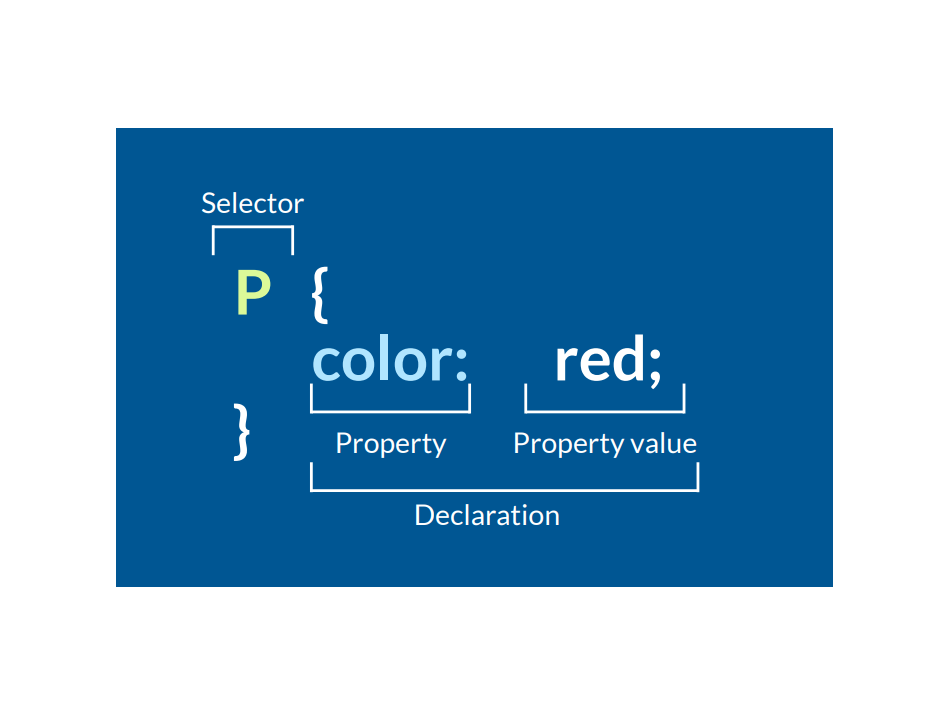 Selector
P {
color: red;
}
Property Property value
Declaration